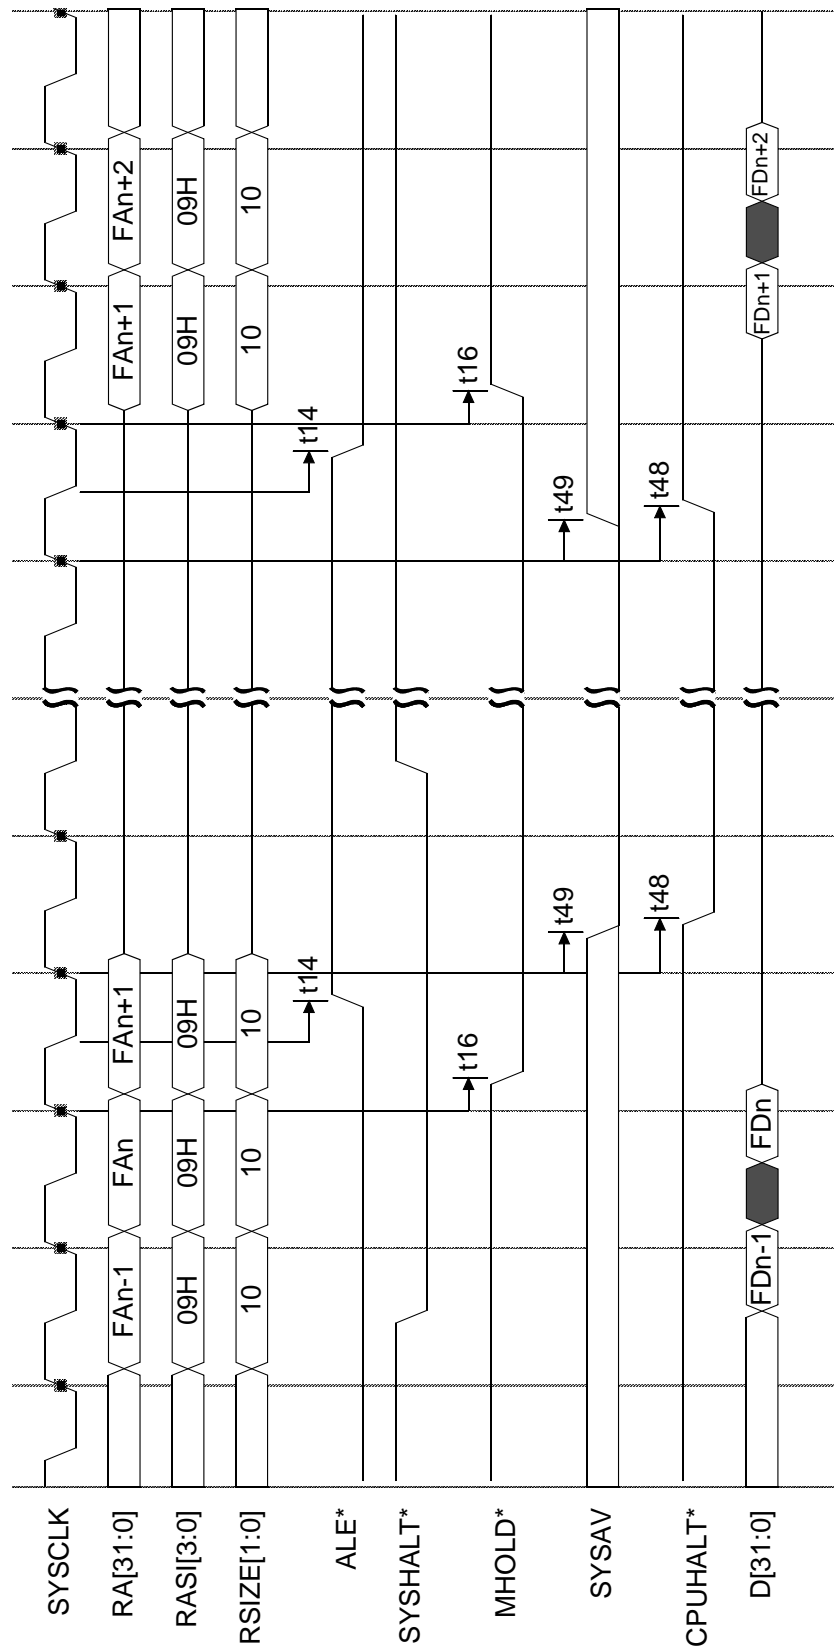 SYSCLK
RA[31:0] FAn-1 FAn FAn+1 FAn+1 FAn+2
RASI[3:0] 09H 09H 09H 09H 09H
RSIZE[1:0] 10 10 10 10 10
t14 t14
ALE*
SYSHALT*
t16 t16
MHOLD*
t49 t49
SYSAV
t48 t48
CPUHALT*
D[31:0] FDn-1 FDn FDn+1 FDn+2